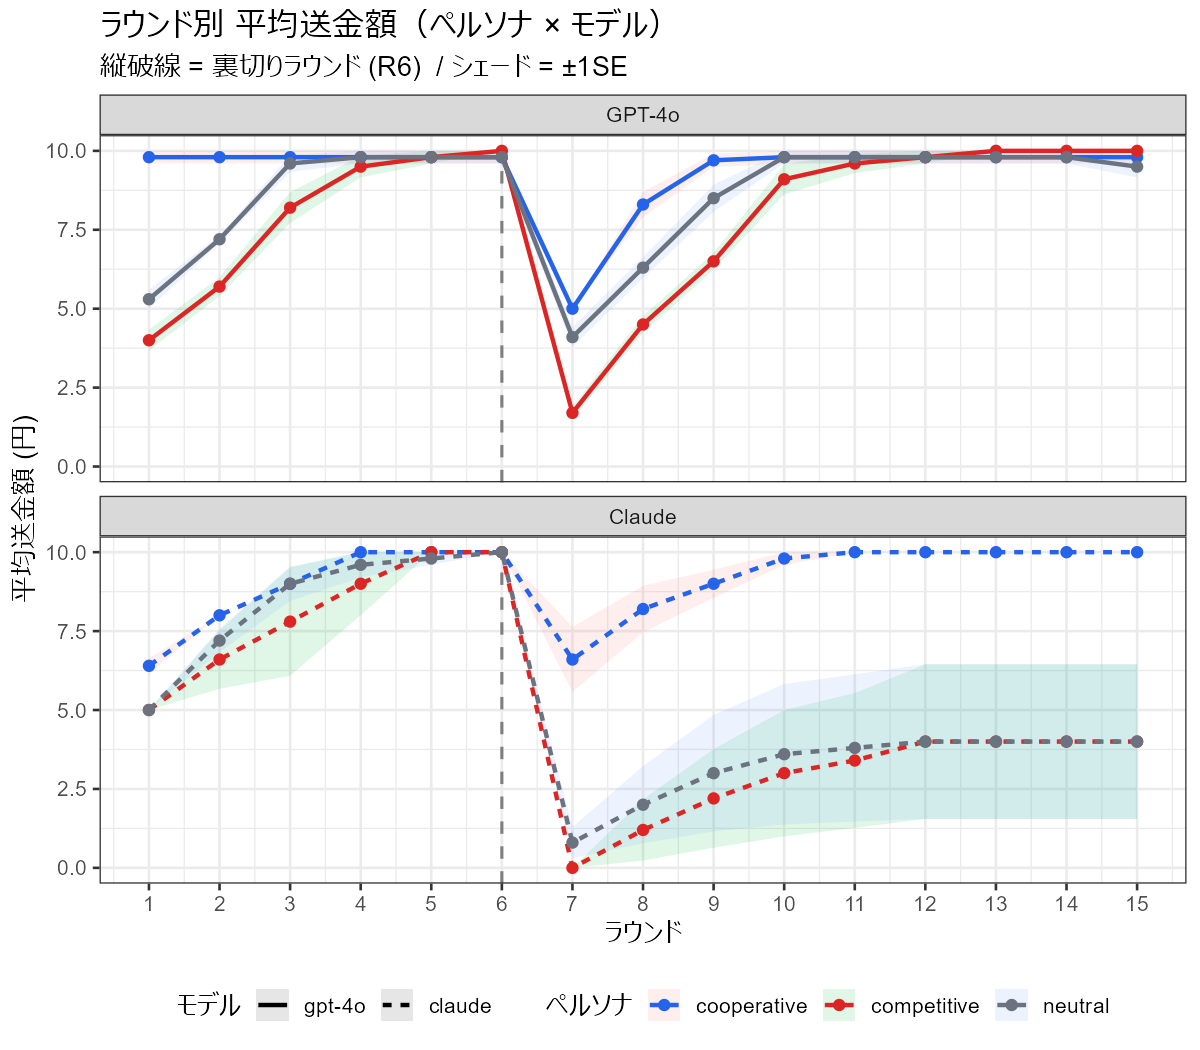 ラウンド別 平均送金額（ペルソナ × モデル）
縦破線 = 裏切りラウンド (R6)  / シェード = ±1SE
GPT-4o
10.0
7.5
5.0
2.5
0.0
Claude
10.0
7.5
5.0
2.5
0.0
平均送金額 (円)
1 2 3 4 5 6 7 8 9 10 11 12 13 14 15
ラウンド
モデル gpt-4o claude ペルソナ cooperative competitive neutral